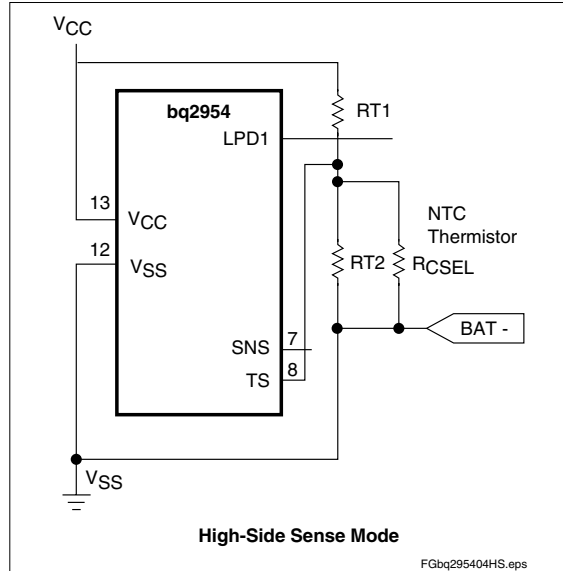 VCC
bq2954
LPD1
RT1
13
VCC
12
VSS
NTC
Thermistor
RT2
RCSEL
BAT -
SNS
7
TS
8
VSS
High-Side Sense Mode
FGbq295404HS.eps